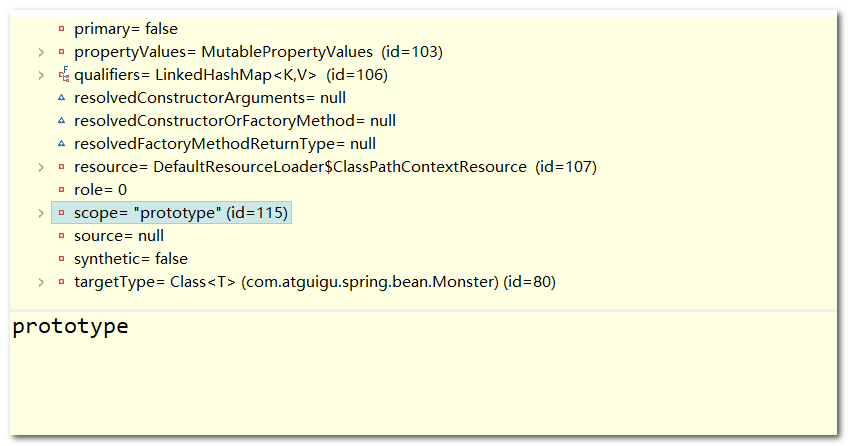 primary= false
propertyValues= MutablePropertyValues (id=103)
qualifiers= LinkedHashMap<K,V> (id=106)
resolvedConstructorArguments= null
resolvedConstructorOrFactoryMethod= null
resolvedFactoryMethodReturnType= null
resource= DefaultResourceLoader$ClassPathContextResource (id=107)
role= 0
scope= "prototype" (id=115)
source= null
synthetic= false
targetType= Class<T> (com.atguigu.spring.bean.Monster) (id=80)
prototype